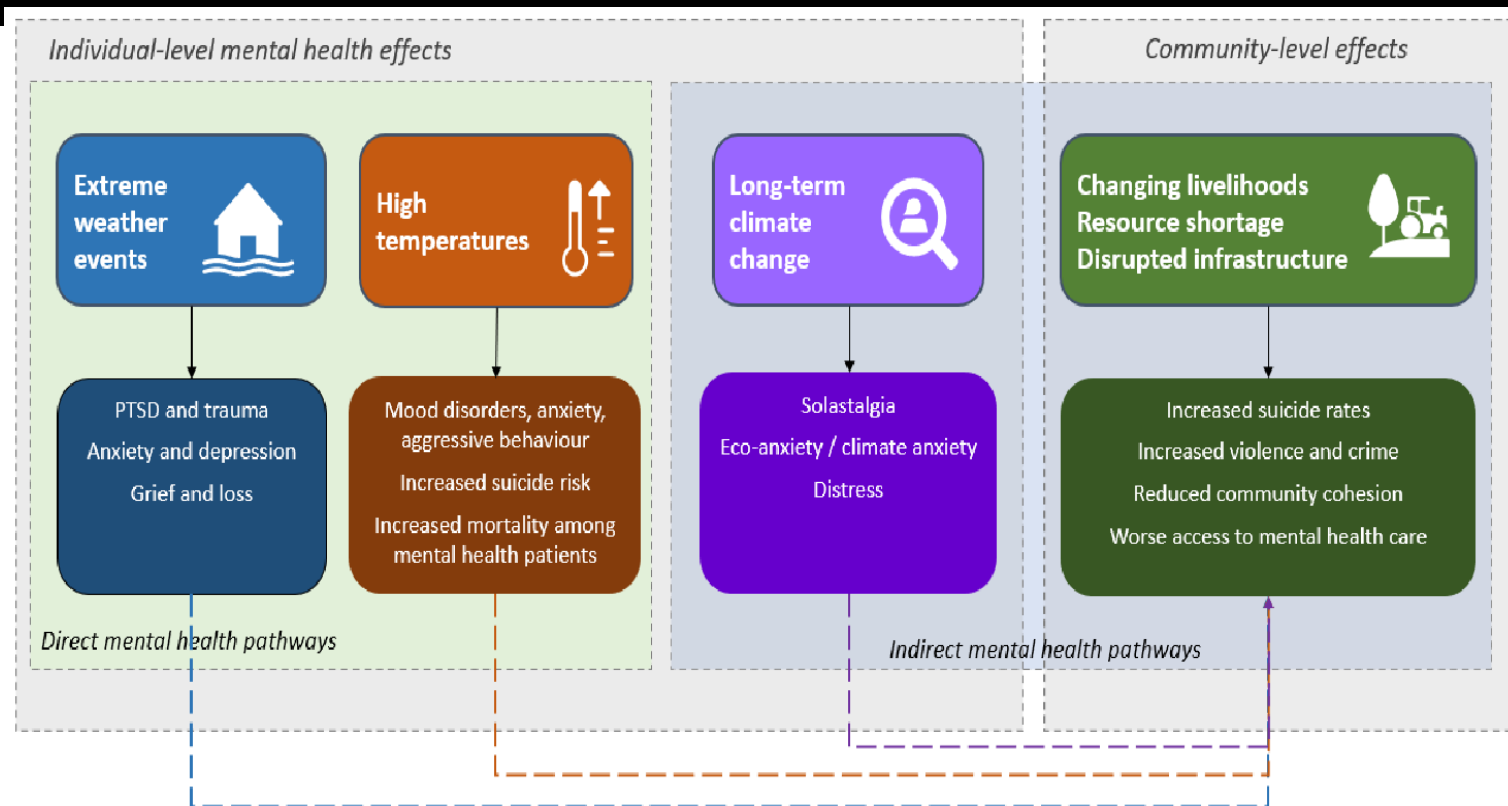 Individual-level mental health effects
Community-level effects
Extreme
weather
events
High
temperatures
Long-term
climate
change
Changing livelihoods
Resource shortage
Disrupted infrastructure
PTSD and trauma
Anxiety and depression
Grief and loss
Mood disorders, anxiety,
aggressive behaviour
Increased suicide risk
Increased mortality among
mental health patients
Solastalgia
Eco-anxiety / climate anxiety
Distress
Increased suicide rates
Increased violence and crime
Reduced community cohesion
Worse access to mental health care
Direct mental health pathways
Indirect mental health pathways